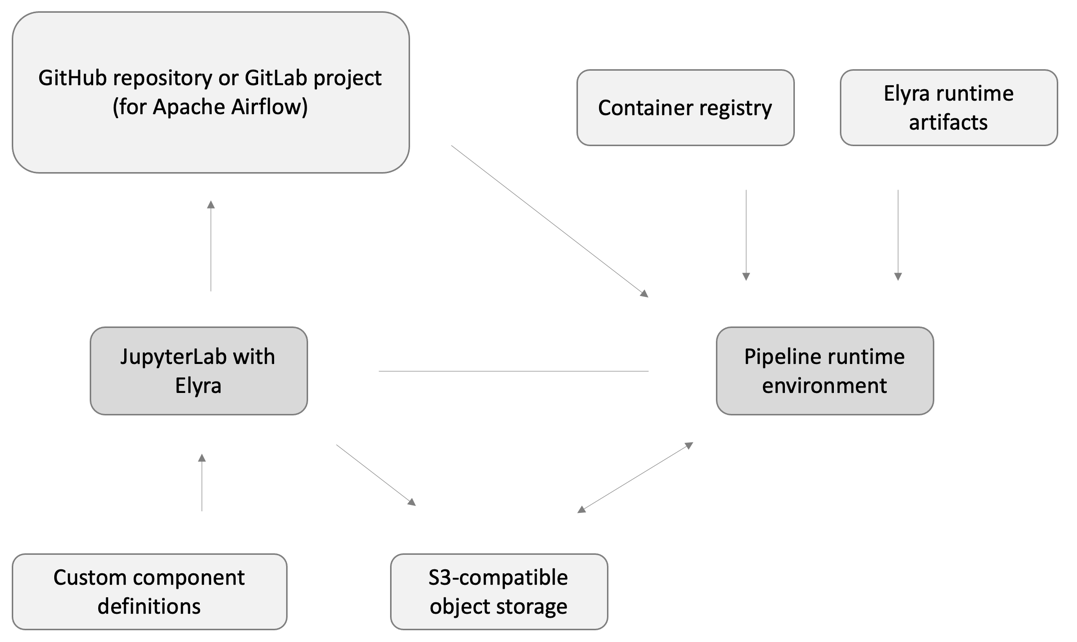 GitHub repository or GitLab project
(for Apache Airflow)
Container registry
Elyra runtime
artifacts
JupyterLab with
Elyra
Pipeline runtime
environment
Custom component
definitions
S3-compatible
object storage